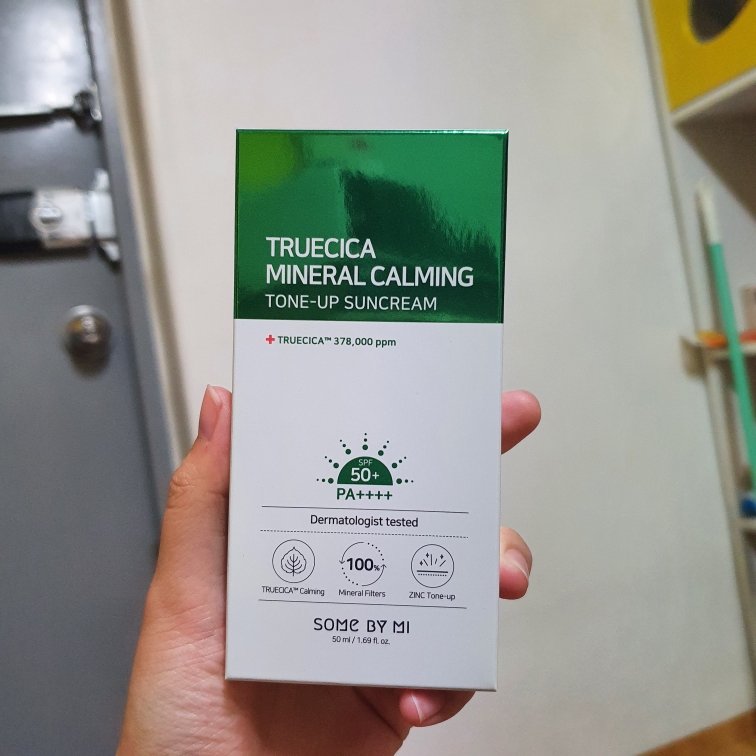 TRUECICA
MINERAL CALMING
TONE-UP SUNCREAM
TRUECICA™ 378,000 ppm
SPF
50+
PA++++
Dermatologist tested
TRUECICA™ Calming
100%
Mineral Filters
ZINC Tone-up
SOME BY MI
50 ml / 1.69 fl. oz.